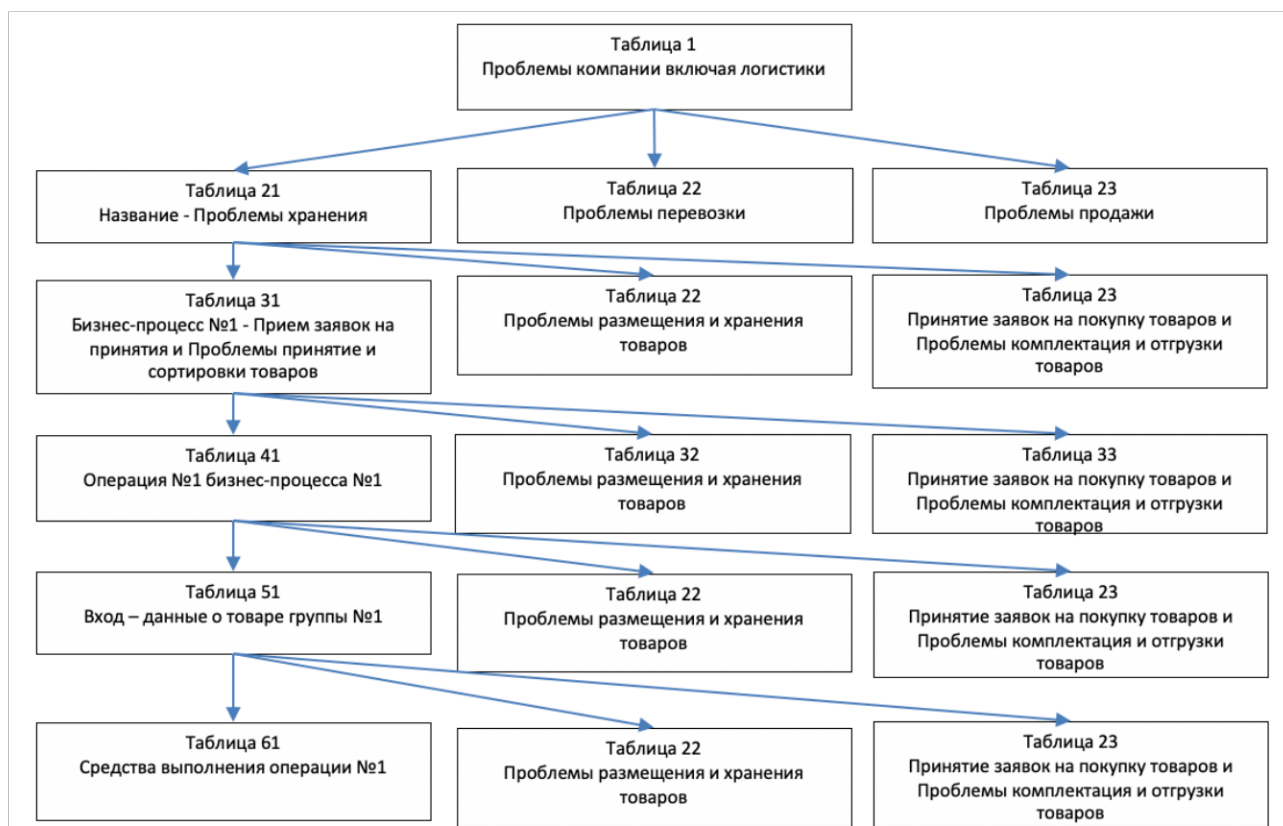 Таблица 1
Проблемы компании включая логистики
Таблица 21
Название - Проблемы хранения
Таблица 22
Проблемы перевозки
Таблица 23
Проблемы продажи
Таблица 31
Бизнес-процесс №1 - Прием заявок на
принятия и Проблемы принятие и
сортировки товаров
Таблица 22
Проблемы размещения и хранения
товаров
Таблица 23
Принятие заявок на покупку товаров и
Проблемы комплектация и отгрузки
товаров
Таблица 41
Операция №1 бизнес-процесса №1
Таблица 32
Проблемы размещения и хранения
товаров
Таблица 33
Принятие заявок на покупку товаров и
Проблемы комплектация и отгрузки
товаров
Таблица 51
Вход – данные о товаре группы №1
Таблица 22
Проблемы размещения и хранения
товаров
Таблица 23
Принятие заявок на покупку товаров и
Проблемы комплектация и отгрузки
товаров
Таблица 61
Средства выполнения операции №1
Таблица 22
Проблемы размещения и хранения
товаров
Таблица 23
Принятие заявок на покупку товаров и
Проблемы комплектация и отгрузки
товаров